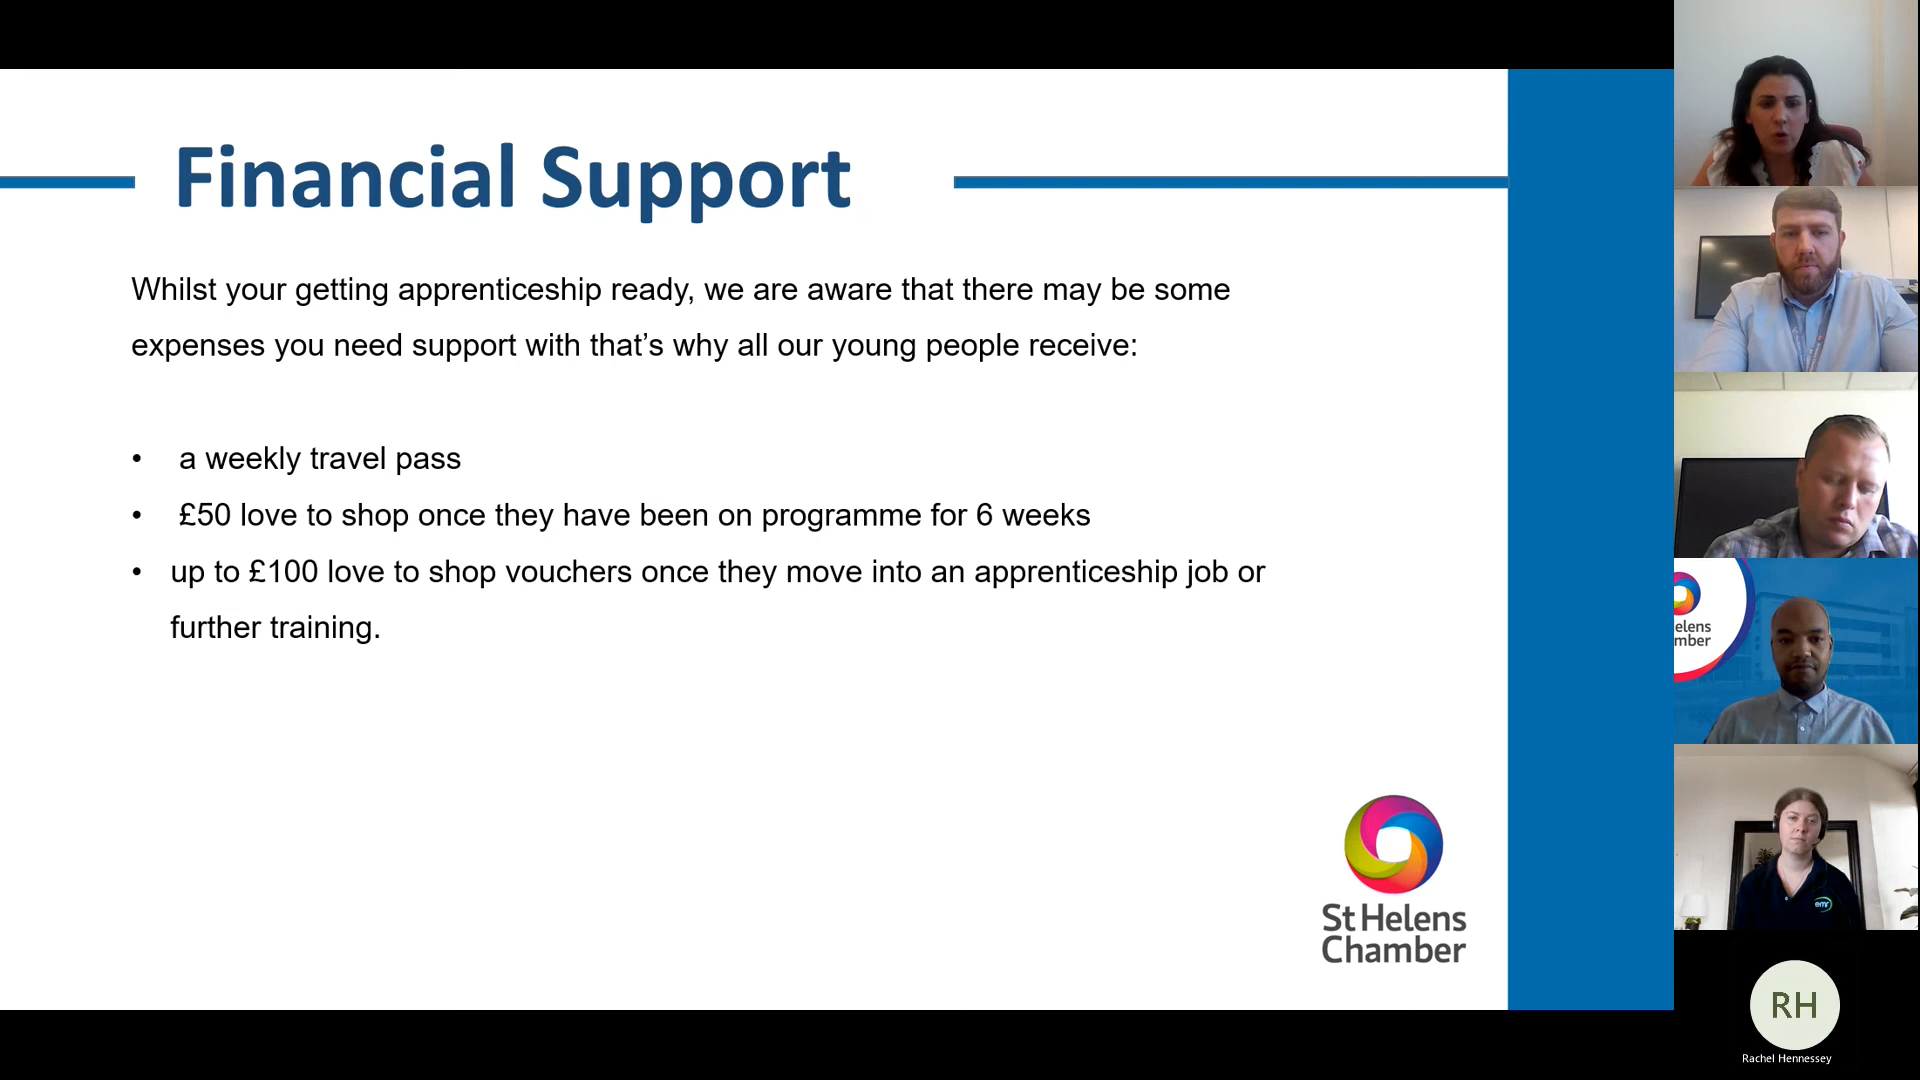 Financial Support
Whilst your getting apprenticeship ready, we are aware that there may be some
expenses you need support with that’s why all our young people receive:
• a weekly travel pass
• £50 love to shop once they have been on programme for 6 weeks
• up to £100 love to shop vouchers once they move into an apprenticeship job or
further training.
St Helens
Chamber
elens
mber
emr
RH
Rachel Hennessey